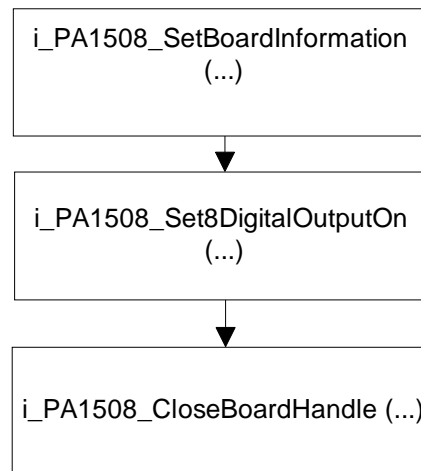 i_PA1508_SetBoardInformation
(...)
i_PA1508_Set8DigitalOutputOn
(...)
i_PA1508_CloseBoardHandle (...)